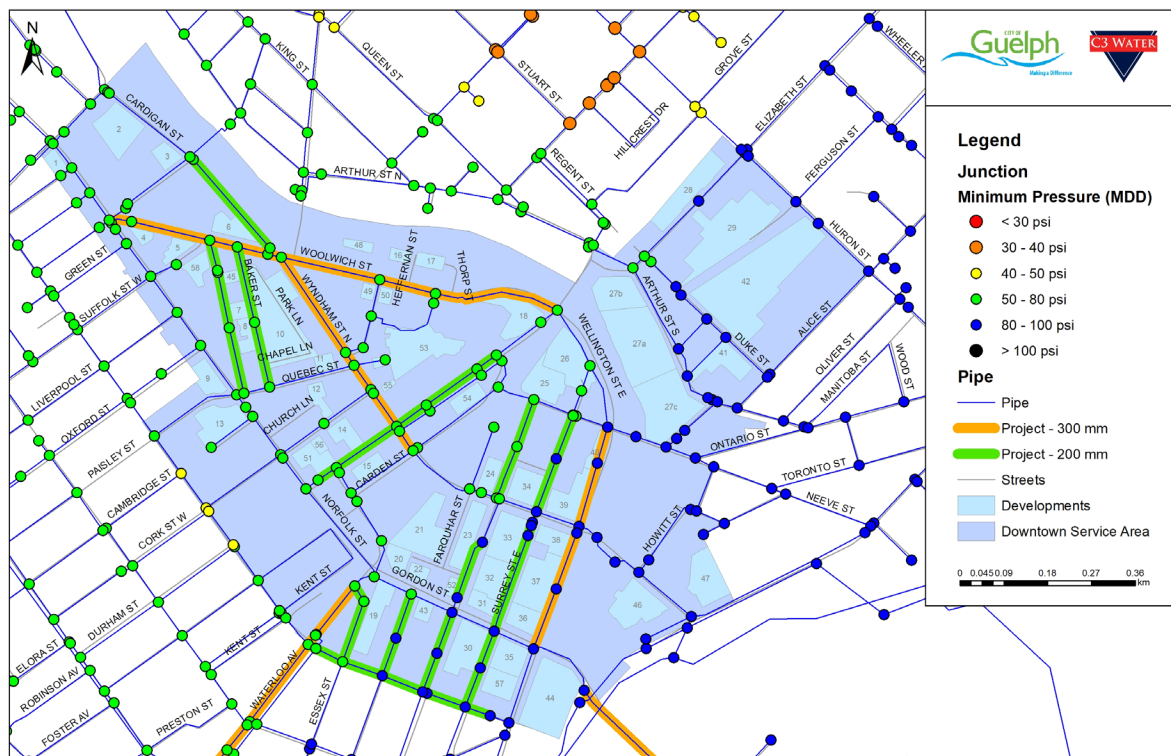 N
CARDIGAN ST
KING ST
QUEEN ST
STUART ST
GROVE ST
HILLCREST DR
ELIZABETH ST
WHEELER
FERGUSON ST
REGENT ST
ARTHUR ST N
HURON ST
GREEN ST
SUFFOLK ST W
WOOLWICH ST
HEFFERNAN ST
THORP ST
BAKER ST
PARK LN
WYNDHAM ST N
CHAPEL LN
QUEBEC ST
WELLINGTON ST E
ARTHUR ST S
DUKE ST
ALICE ST
OLIVER ST
MANITOBA ST
WOOD ST
LIVERPOOL ST
OXFORD ST
PAISLEY ST
CHURCH LN
CAMBRIDGE ST
CORK ST W
CARDEN ST
NORFOLK ST
ONTARIO ST
TORONTO ST
NEEVE ST
HOWITT ST
FARQUHAR ST
SURREY ST E
GORDON ST
KENT ST
DURHAM ST
KENT ST
ELORA ST
ROBINSON AV
FOSTER AV
PRESTON ST
WATERLOO AV
ESSEX ST
1
2
3
4
5
6
58
45
7
8
10
9
13
48
16
17
49
50
18
53
55
12
14
56
51
15
54
25
26
27b
27a
27c
28
29
42
41
24
34
40
39
38
21
20
22
52
23
33
32
31
37
36
19
43
30
35
57
44
46
47
CITY OF
Guelph
Making a Difference
C3 WATER
Legend
Junction
Minimum Pressure (MDD)
< 30 psi
30 - 40 psi
40 - 50 psi
50 - 80 psi
80 - 100 psi
> 100 psi
Pipe
Pipe
Project - 300 mm
Project - 200 mm
Streets
Developments
Downtown Service Area
0 0.045 0.09 0.18 0.27 0.36
km